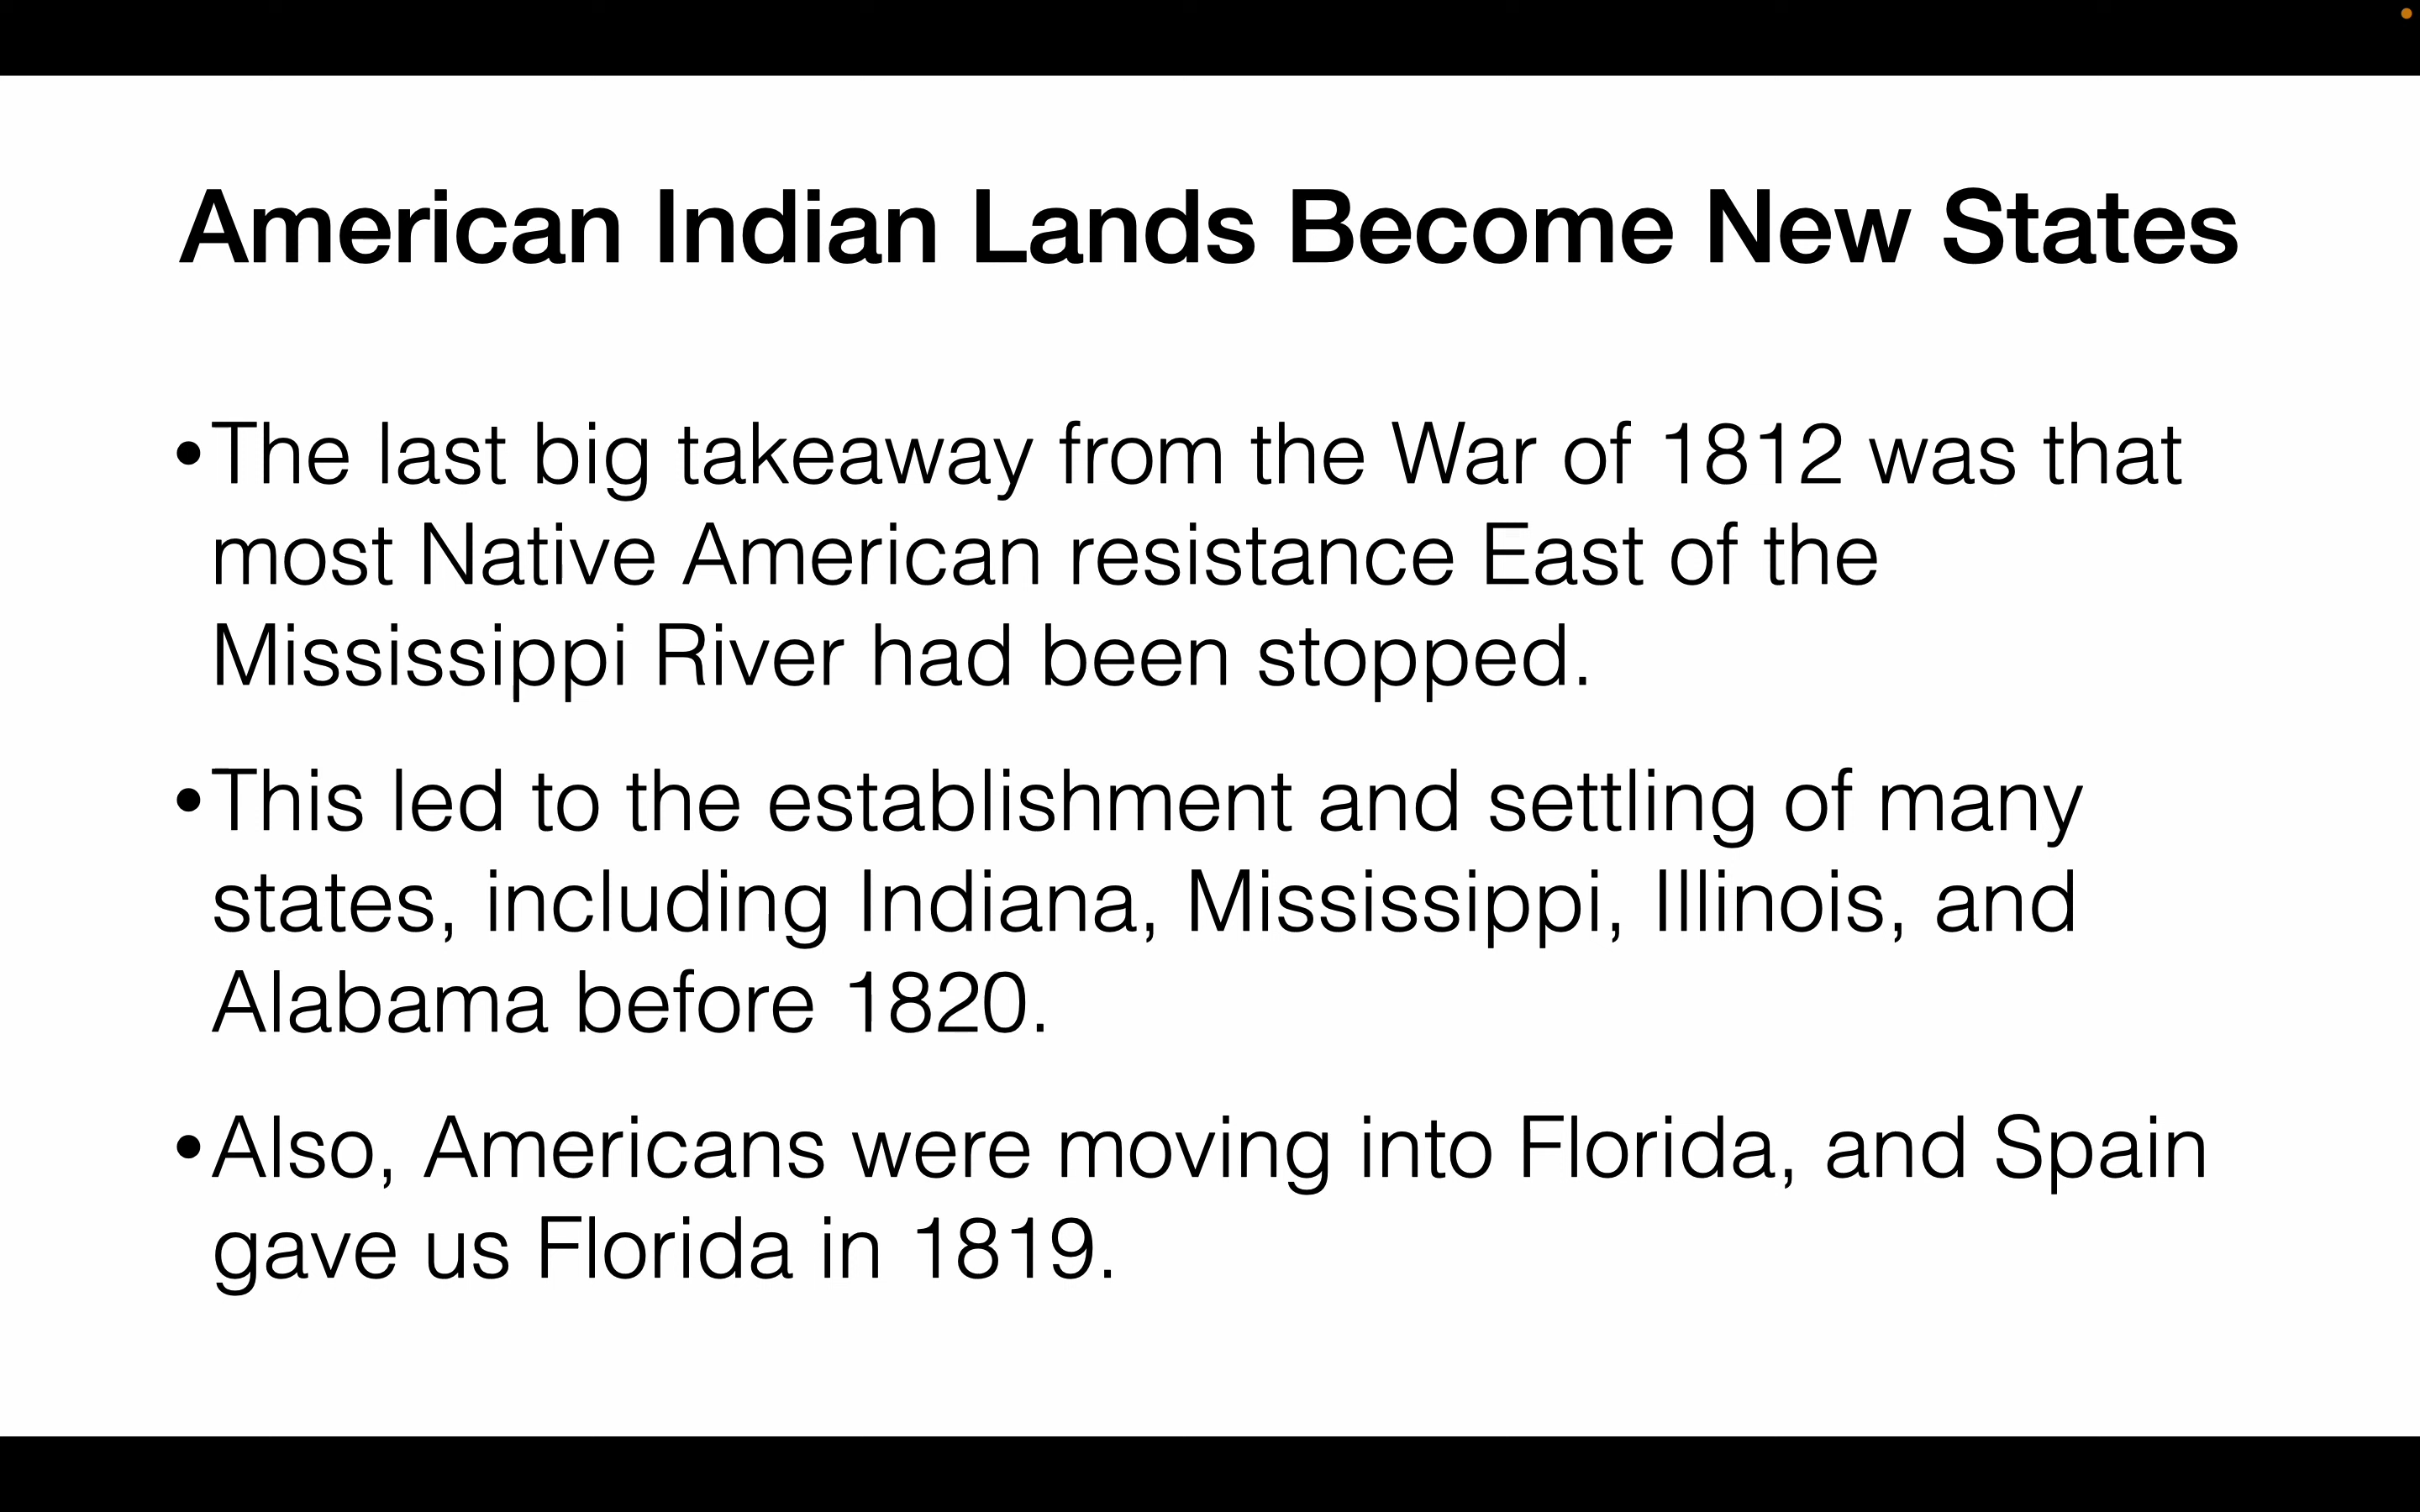 American Indian Lands Become New States
•The last big takeaway from the War of 1812 was that
most Native American resistance East of the
Mississippi River had been stopped.
•This led to the establishment and settling of many
states, including Indiana, Mississippi, Illinois, and
Alabama before 1820.
•Also, Americans were moving into Florida, and Spain
gave us Florida in 1819.